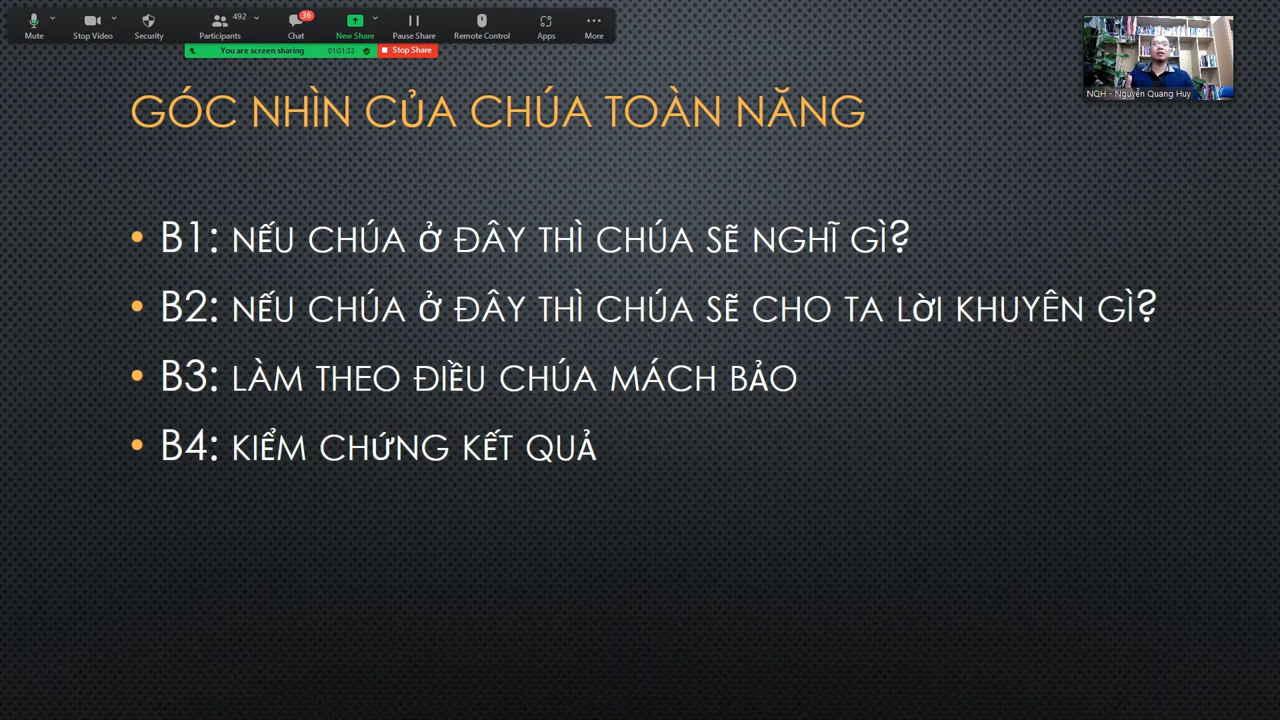 492
36
Mute
Stop Video
Security
Participants
Chat
New Share
Pause Share
Remote Control
Apps
More
You are screen sharing
01:01:33
Stop Share
NQH - Nguyễn Quang Huy
GÓC NHÌN CỦA CHÚA TOÀN NĂNG
• B1: NẾU CHÚA Ở ĐÂY THÌ CHÚA SẼ NGHĨ GÌ?
• B2: NẾU CHÚA Ở ĐÂY THÌ CHÚA SẼ CHO TA LỜI KHUYÊN GÌ?
• B3: LÀM THEO ĐIỀU CHÚA MÁCH BẢO
• B4: KIỂM CHỨNG KẾT QUẢ